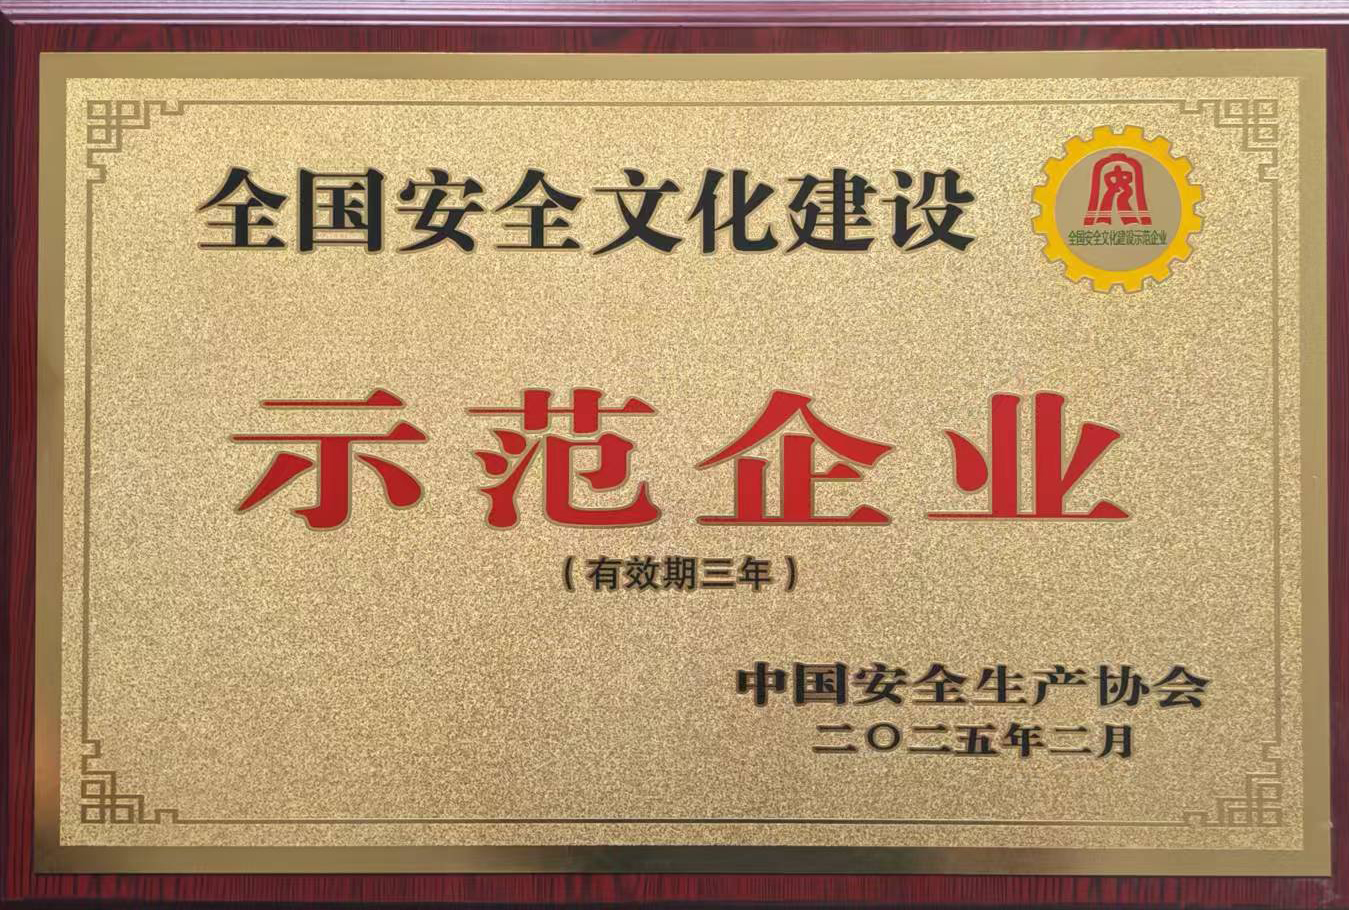 全国安全文化建设
全国安全文化建设示范企业
示范企业
（有效期三年）
中国安全生产协会
二〇二五年二月